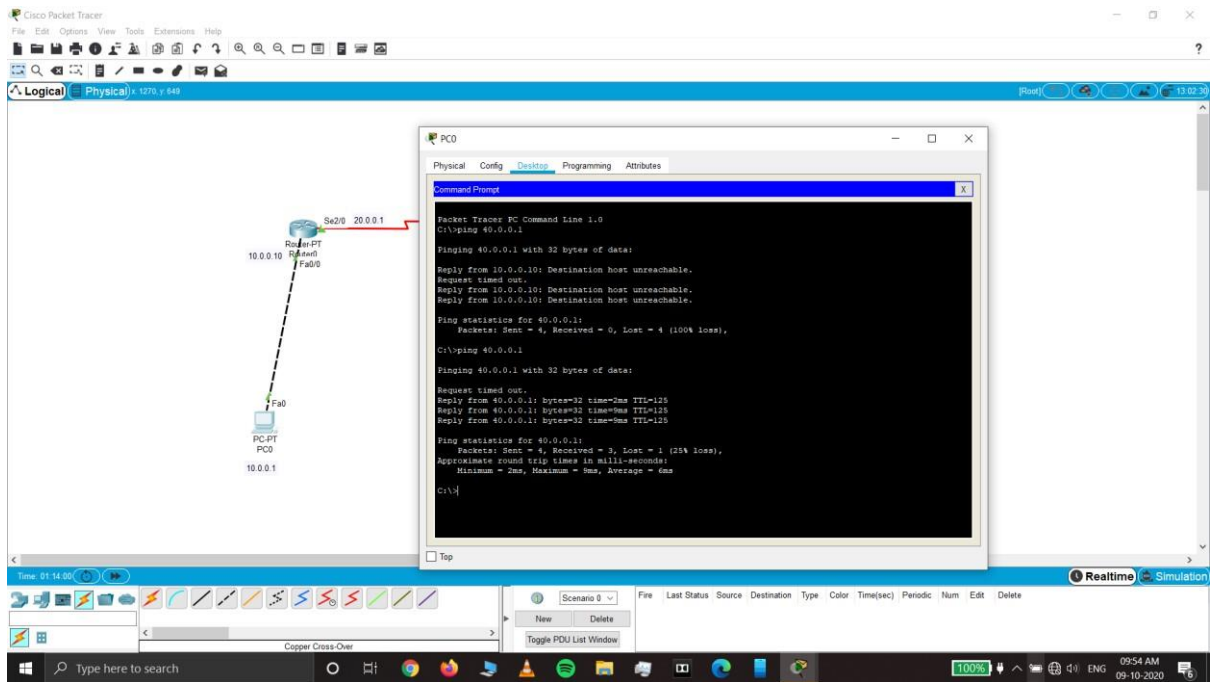 Cisco Packet Tracer
File Edit Options View Tools Extensions Help
?
Logical Physical x: 1270, y: 649 [Root] 13:02:30
PC0
Physical Config Desktop Programming Attributes
Command Prompt X
Packet Tracer PC Command Line 1.0
C:\>ping 40.0.0.1
Pinging 40.0.0.1 with 32 bytes of data:
Reply from 10.0.0.10: Destination host unreachable.
Request timed out.
Reply from 10.0.0.10: Destination host unreachable.
Reply from 10.0.0.10: Destination host unreachable.
Ping statistics for 40.0.0.1:
Packets: Sent = 4, Received = 0, Lost = 4 (100% loss),
C:\>ping 40.0.0.1
Pinging 40.0.0.1 with 32 bytes of data:
Request timed out.
Reply from 40.0.0.1: bytes=32 time=2ms TTL=125
Reply from 40.0.0.1: bytes=32 time=9ms TTL=125
Reply from 40.0.0.1: bytes=32 time=9ms TTL=125
Ping statistics for 40.0.0.1:
Packets: Sent = 4, Received = 3, Lost = 1 (25% loss),
Approximate round trip times in milli-seconds:
Minimum = 2ms, Maximum = 9ms, Average = 6ms
C:\>
Top
Se2/0 20.0.0.1
Router-PT
10.0.0.10 Router0
Fa0/0
Fa0
PC-PT
PC0
10.0.0.1
Time: 01:14:00 Realtime Simulation
Scenario 0
New Delete
Toggle PDU List Window
Fire Last Status Source Destination Type Color Time(sec) Periodic Num Edit Delete
Copper Cross-Over
Type here to search
100% ENG 09:54 AM
09-10-2020
6